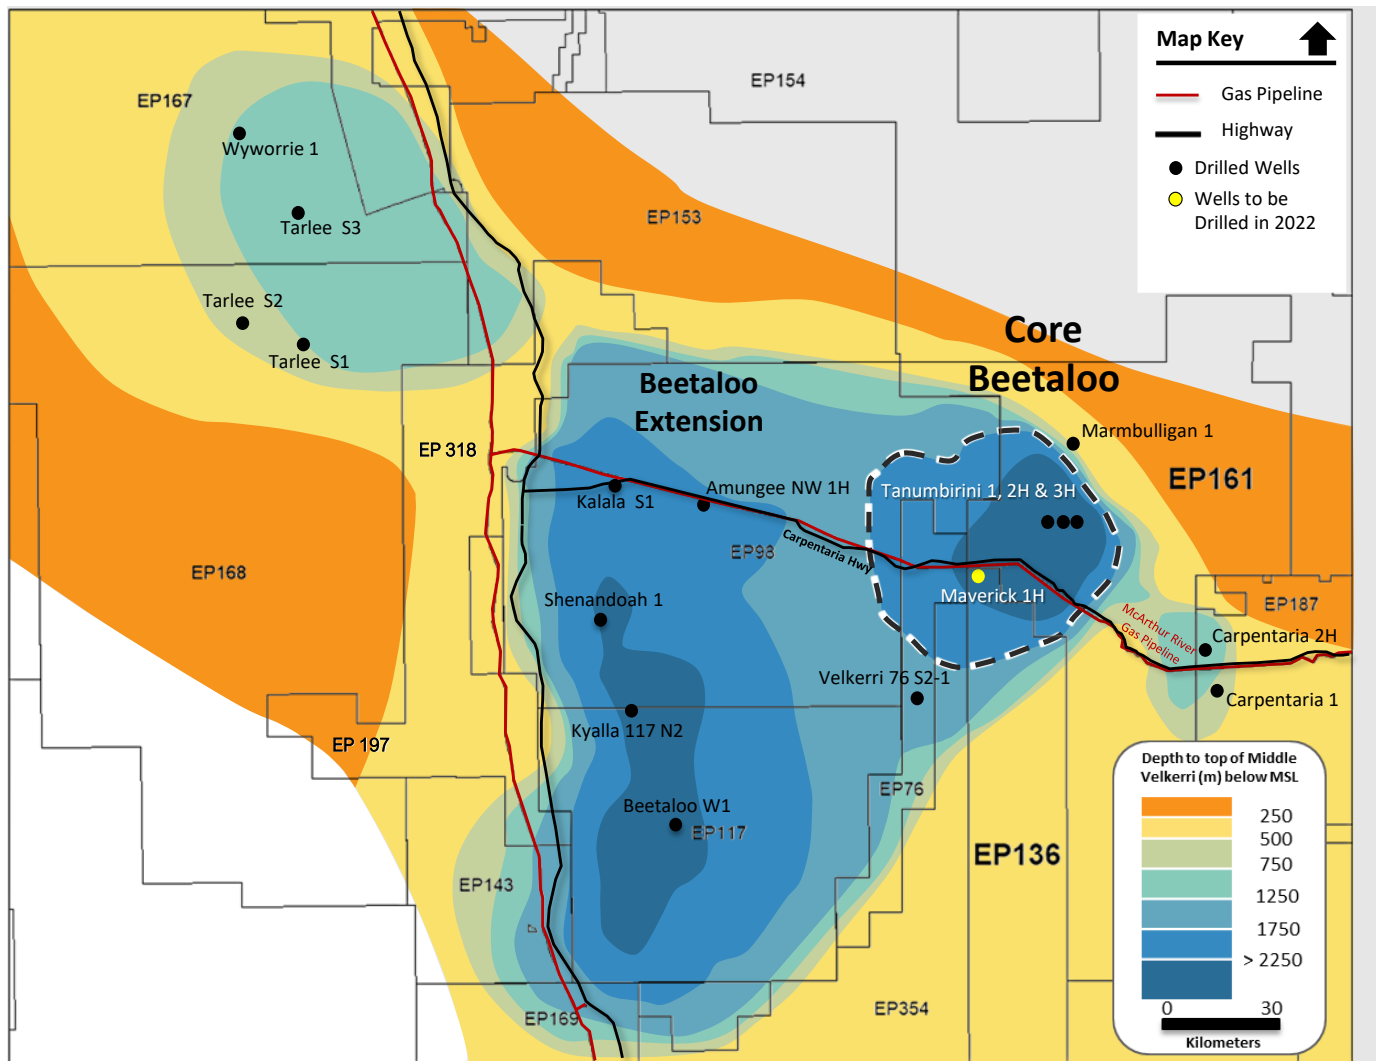 Map Key
Gas Pipeline
Highway
Drilled Wells
Wells to be
Drilled in 2022
EP154
EP167
Wyworrie 1
Tarlee S3
EP153
Tarlee S2
Tarlee S1
Core
Beetaloo
Beetaloo
Extension
Marmbulligan 1
EP 318
EP161
Tanumbirini 1, 2H & 3H
Amungee NW 1H
Kalala S1
EP98
Carpentaria Hwy
EP168
Maverick 1H
EP187
Shenandoah 1
McArthur River
Gas Pipeline
Carpentaria 2H
Velkerri 76 S2-1
Carpentaria 1
Kyalla 117 N2
EP 197
EP76
Beetaloo W1
EP117
EP136
EP143
EP169
EP354
Depth to top of Middle
Velkerri (m) below MSL
250
500
750
1250
1750
> 2250
0 30
Kilometers